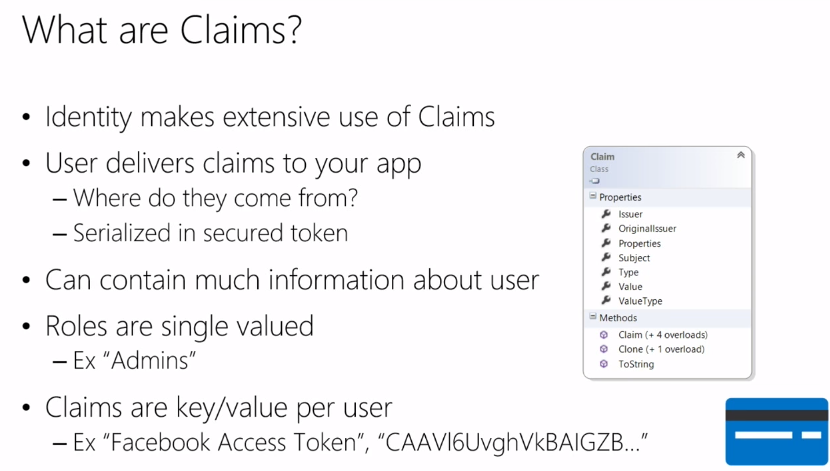 What are Claims?
• Identity makes extensive use of Claims
• User delivers claims to your app
– Where do they come from?
– Serialized in secured token
• Can contain much information about user
• Roles are single valued
– Ex “Admins”
• Claims are key/value per user
– Ex “Facebook Access Token”, “CAAVl6UvghVkBAIGZB…”
Claim
Class
Properties
Issuer
OriginalIssuer
Properties
Subject
Type
Value
ValueType
Methods
Claim (+ 4 overloads)
Clone (+ 1 overload)
ToString